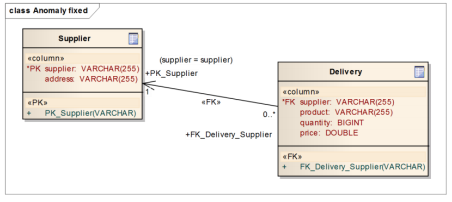 class Anomaly fixed
Supplier
«column»
*PK supplier: VARCHAR(255)
address: VARCHAR(255)
«PK»
+ PK_Supplier(VARCHAR)
(supplier = supplier)
+PK_Supplier
1
«FK»
0..*
+FK_Delivery_Supplier
Delivery
«column»
*FK supplier: VARCHAR(255)
product: VARCHAR(255)
quantity: BIGINT
price: DOUBLE
«FK»
+ FK_Delivery_Supplier(VARCHAR)